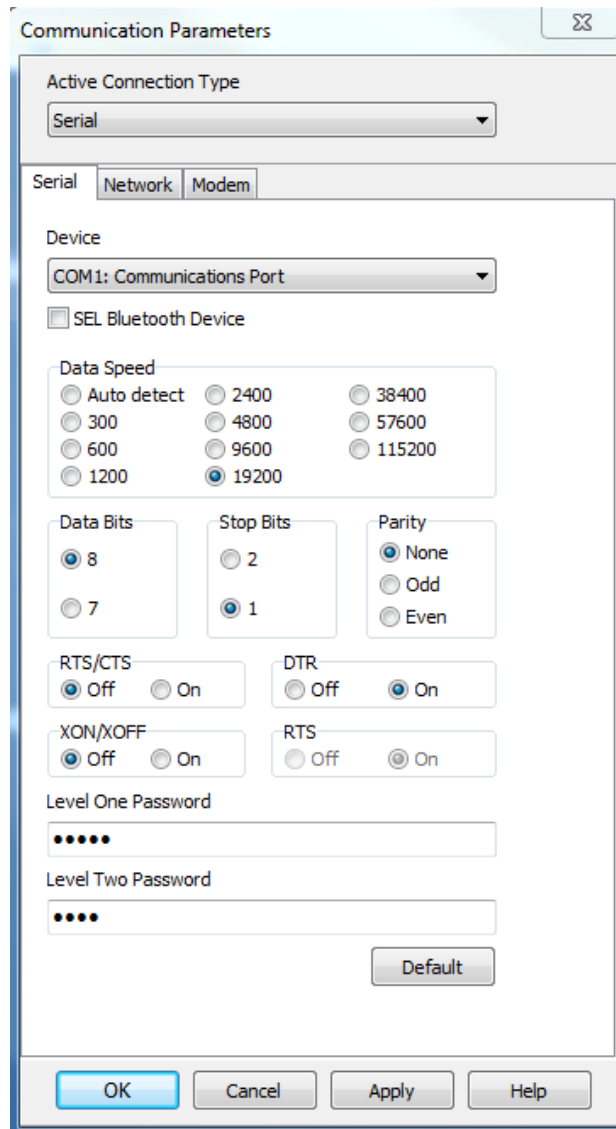 Communication Parameters
Active Connection Type
Serial
Serial Network Modem
Device
COM1: Communications Port
SEL Bluetooth Device
Data Speed
Auto detect 2400 38400
300 4800 57600
600 9600 115200
1200 19200
Data Bits Stop Bits Parity
8 2 None
Odd
7 1 Even
RTS/CTS DTR
Off On Off On
XON/XOFF RTS
Off On Off On
Level One Password
•••••
Level Two Password
••••
Default
OK Cancel Apply Help